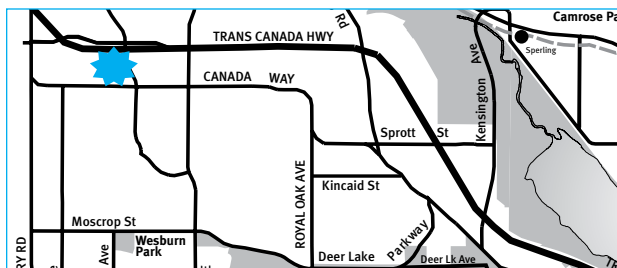 Camrose Pa
TRANS CANADA HWY
Rd
Sperling
Kensington Ave
CANADA WAY
Sprott St
Kincaid St
ROYAL OAK AVE
Moscrop St
Wesburn
Park
Parkway
Deer Lake
Deer Lk Ave
RY RD
Ave